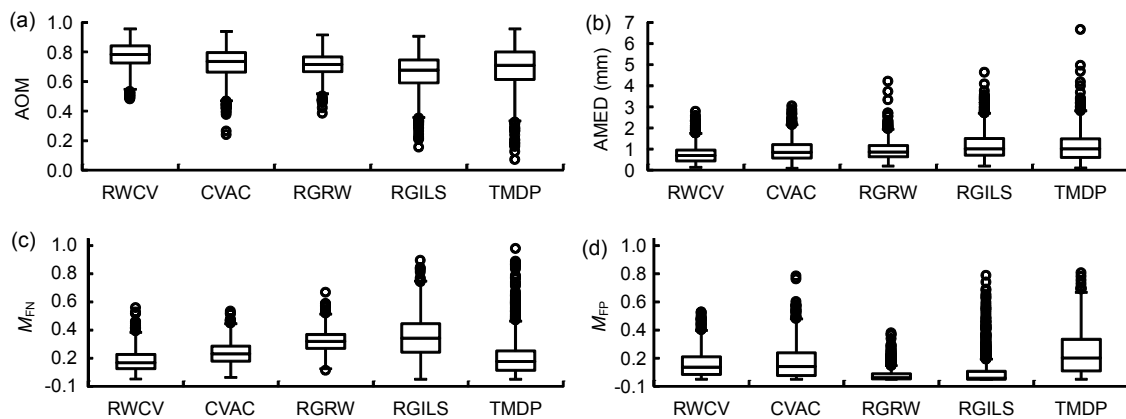 (a)
AOM
1.0
0.8
0.6
0.4
0.2
0.0
RWCV CVAC RGRW RGILS TMDP
(b)
AMED (mm)
7
6
5
4
3
2
1
0
RWCV CVAC RGRW RGILS TMDP
(c)
MFN
1.0
0.8
0.6
0.4
0.2
-0.1
RWCV CVAC RGRW RGILS TMDP
(d)
MFP
1.0
0.8
0.6
0.4
0.2
-0.1
RWCV CVAC RGRW RGILS TMDP